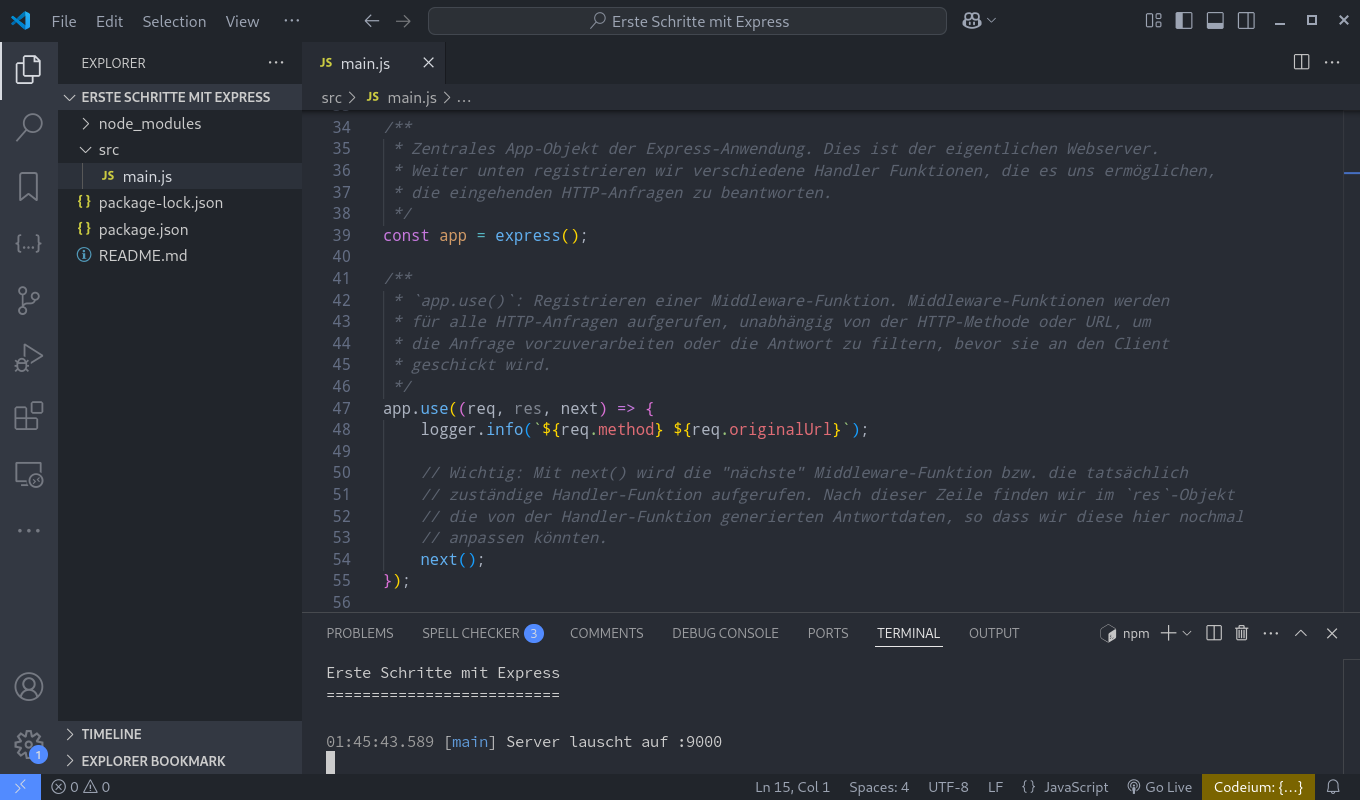 File Edit Selection View ···
Erste Schritte mit Express
EXPLORER
ERSTE SCHRITTE MIT EXPRESS
node_modules
src
JS main.js
{} package-lock.json
{} package.json
README.md
TIMELINE
EXPLORER BOOKMARK
1
JS main.js
src > JS main.js > ...
34 /**
35 * Zentrales App-Objekt der Express-Anwendung. Dies ist der eigentlichen Webserver.
36 * Weiter unten registrieren wir verschiedene Handler Funktionen, die es uns ermöglichen,
37 * die eingehenden HTTP-Anfragen zu beantworten.
38 */
39 const app = express();
40
41 /**
42 * `app.use()`: Registrieren einer Middleware-Funktion. Middleware-Funktionen werden
43 * für alle HTTP-Anfragen aufgerufen, unabhängig von der HTTP-Methode oder URL, um
44 * die Anfrage vorzuverarbeiten oder die Antwort zu filtern, bevor sie an den Client
45 * geschickt wird.
46 */
47 app.use((req, res, next) => {
48 logger.info(`${req.method} ${req.originalUrl}`);
49
50 // Wichtig: Mit next() wird die "nächste" Middleware-Funktion bzw. die tatsächlich
51 // zuständige Handler-Funktion aufgerufen. Nach dieser Zeile finden wir im `res`-Objekt
52 // die von der Handler-Funktion generierten Antwortdaten, so dass wir diese hier nochmal
53 // anpassen könnten.
54 next();
55 });
56
PROBLEMS SPELL CHECKER 3 COMMENTS DEBUG CONSOLE PORTS TERMINAL OUTPUT npm
Erste Schritte mit Express
==========================
01:45:43.589 [main] Server lauscht auf :9000
0 0 Ln 15, Col 1 Spaces: 4 UTF-8 LF {} JavaScript Go Live Codeium: {...}